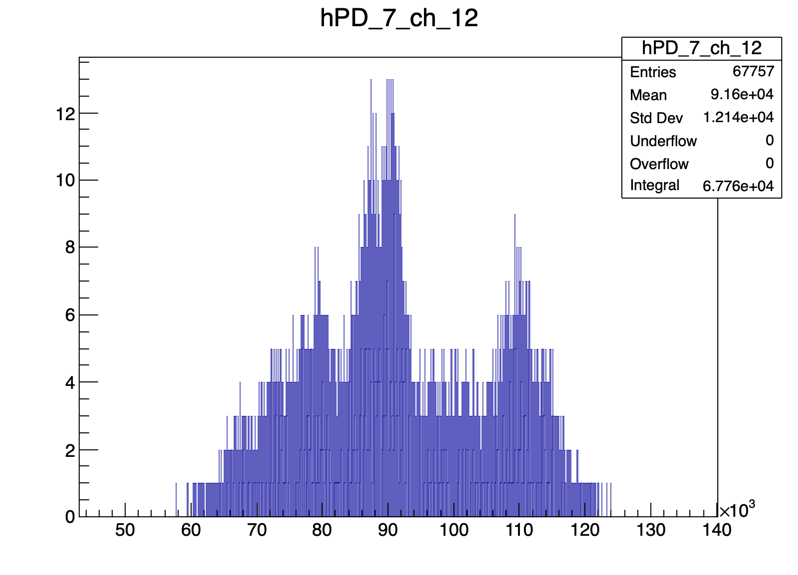 hPD_7_ch_12
hPD_7_ch_12
Entries 67757
Mean 9.16e+04
Std Dev 1.214e+04
Underflow 0
Overflow 0
Integral 6.776e+04
12
10
8
6
4
2
0
50 60 70 80 90 100 110 120 130 140
×10³